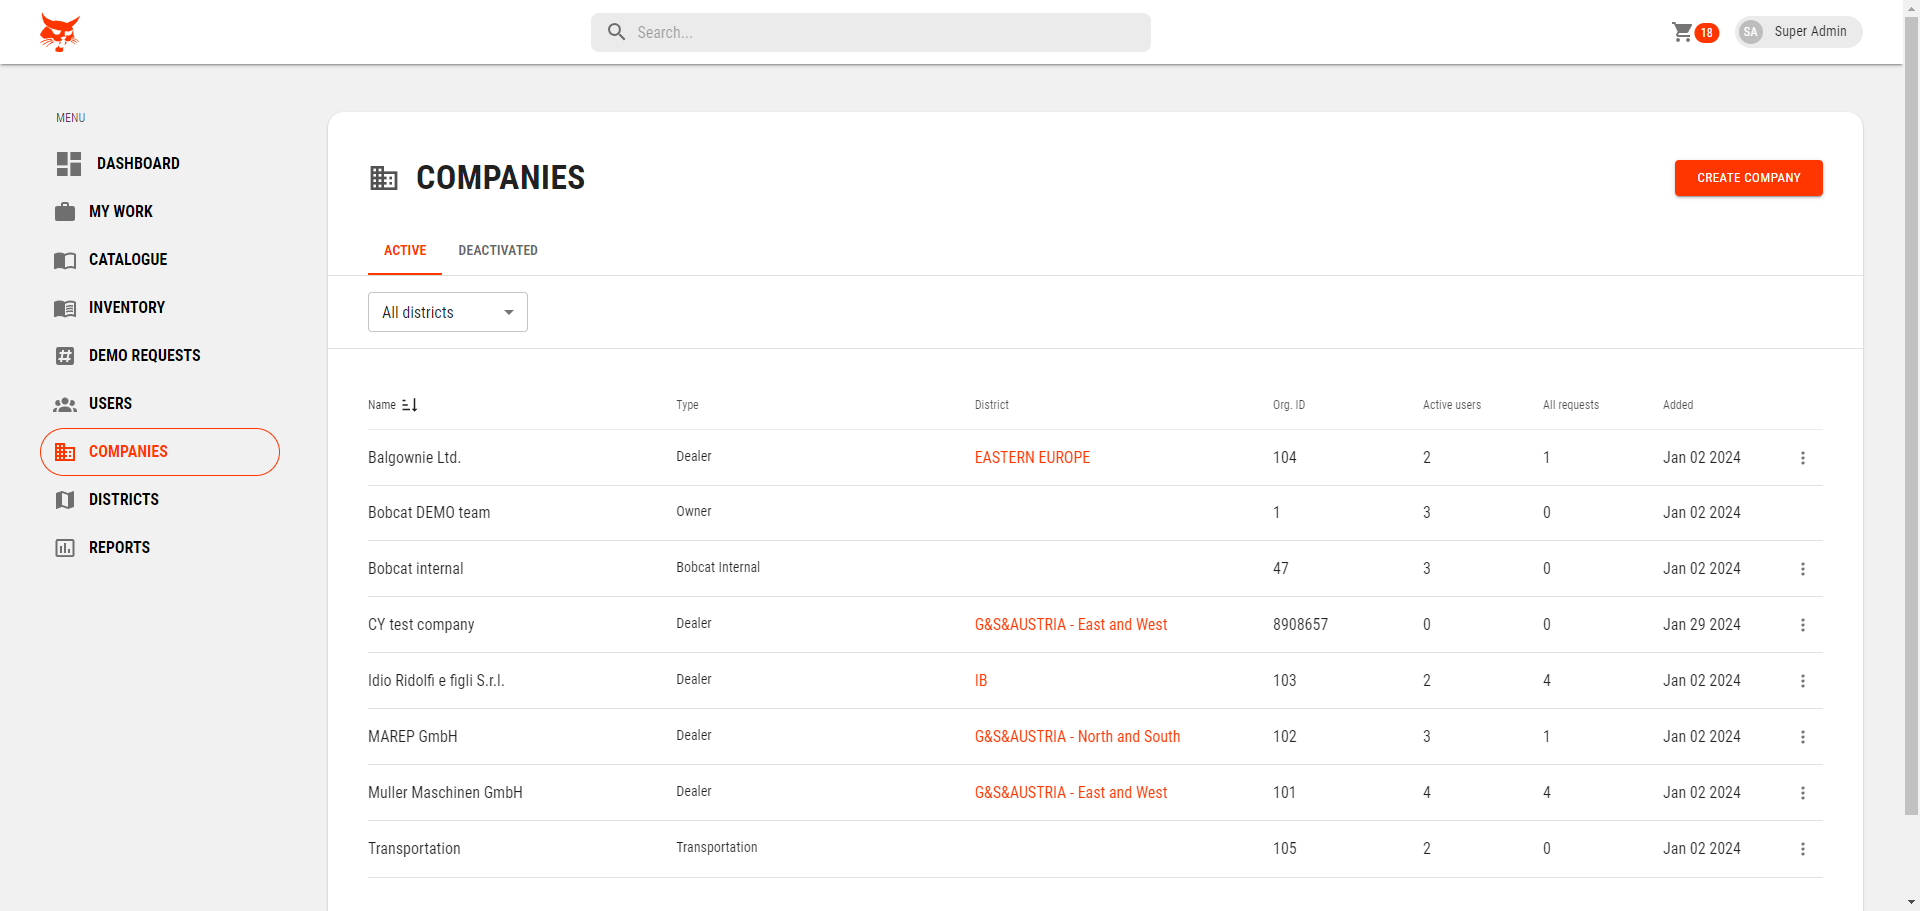 Search...
18
SA
Super Admin
MENU
DASHBOARD
MY WORK
CATALOGUE
INVENTORY
DEMO REQUESTS
USERS
COMPANIES
DISTRICTS
REPORTS
COMPANIES
CREATE COMPANY
ACTIVE DEACTIVATED
All districts
Name Type District Org. ID Active users All requests Added
Balgownie Ltd. Dealer EASTERN EUROPE 104 2 1 Jan 02 2024
Bobcat DEMO team Owner 1 3 0 Jan 02 2024
Bobcat internal Bobcat Internal 47 3 0 Jan 02 2024
CY test company Dealer G&S&AUSTRIA - East and West 8908657 0 0 Jan 29 2024
Idio Ridolfi e figli S.r.l. Dealer IB 103 2 4 Jan 02 2024
MAREP GmbH Dealer G&S&AUSTRIA - North and South 102 3 1 Jan 02 2024
Muller Maschinen GmbH Dealer G&S&AUSTRIA - East and West 101 4 4 Jan 02 2024
Transportation Transportation 105 2 0 Jan 02 2024